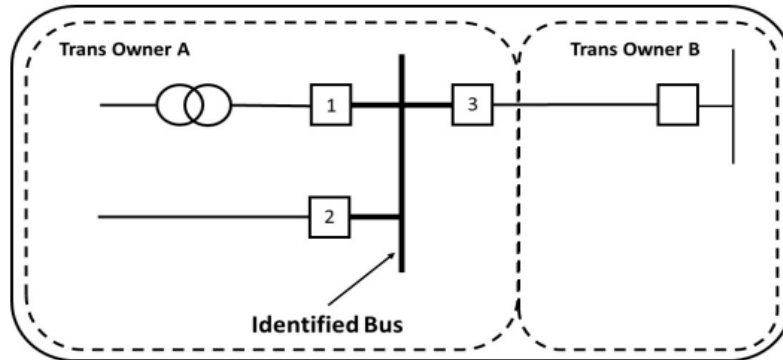 Trans Owner A
Trans Owner B
1
3
2
Identified Bus